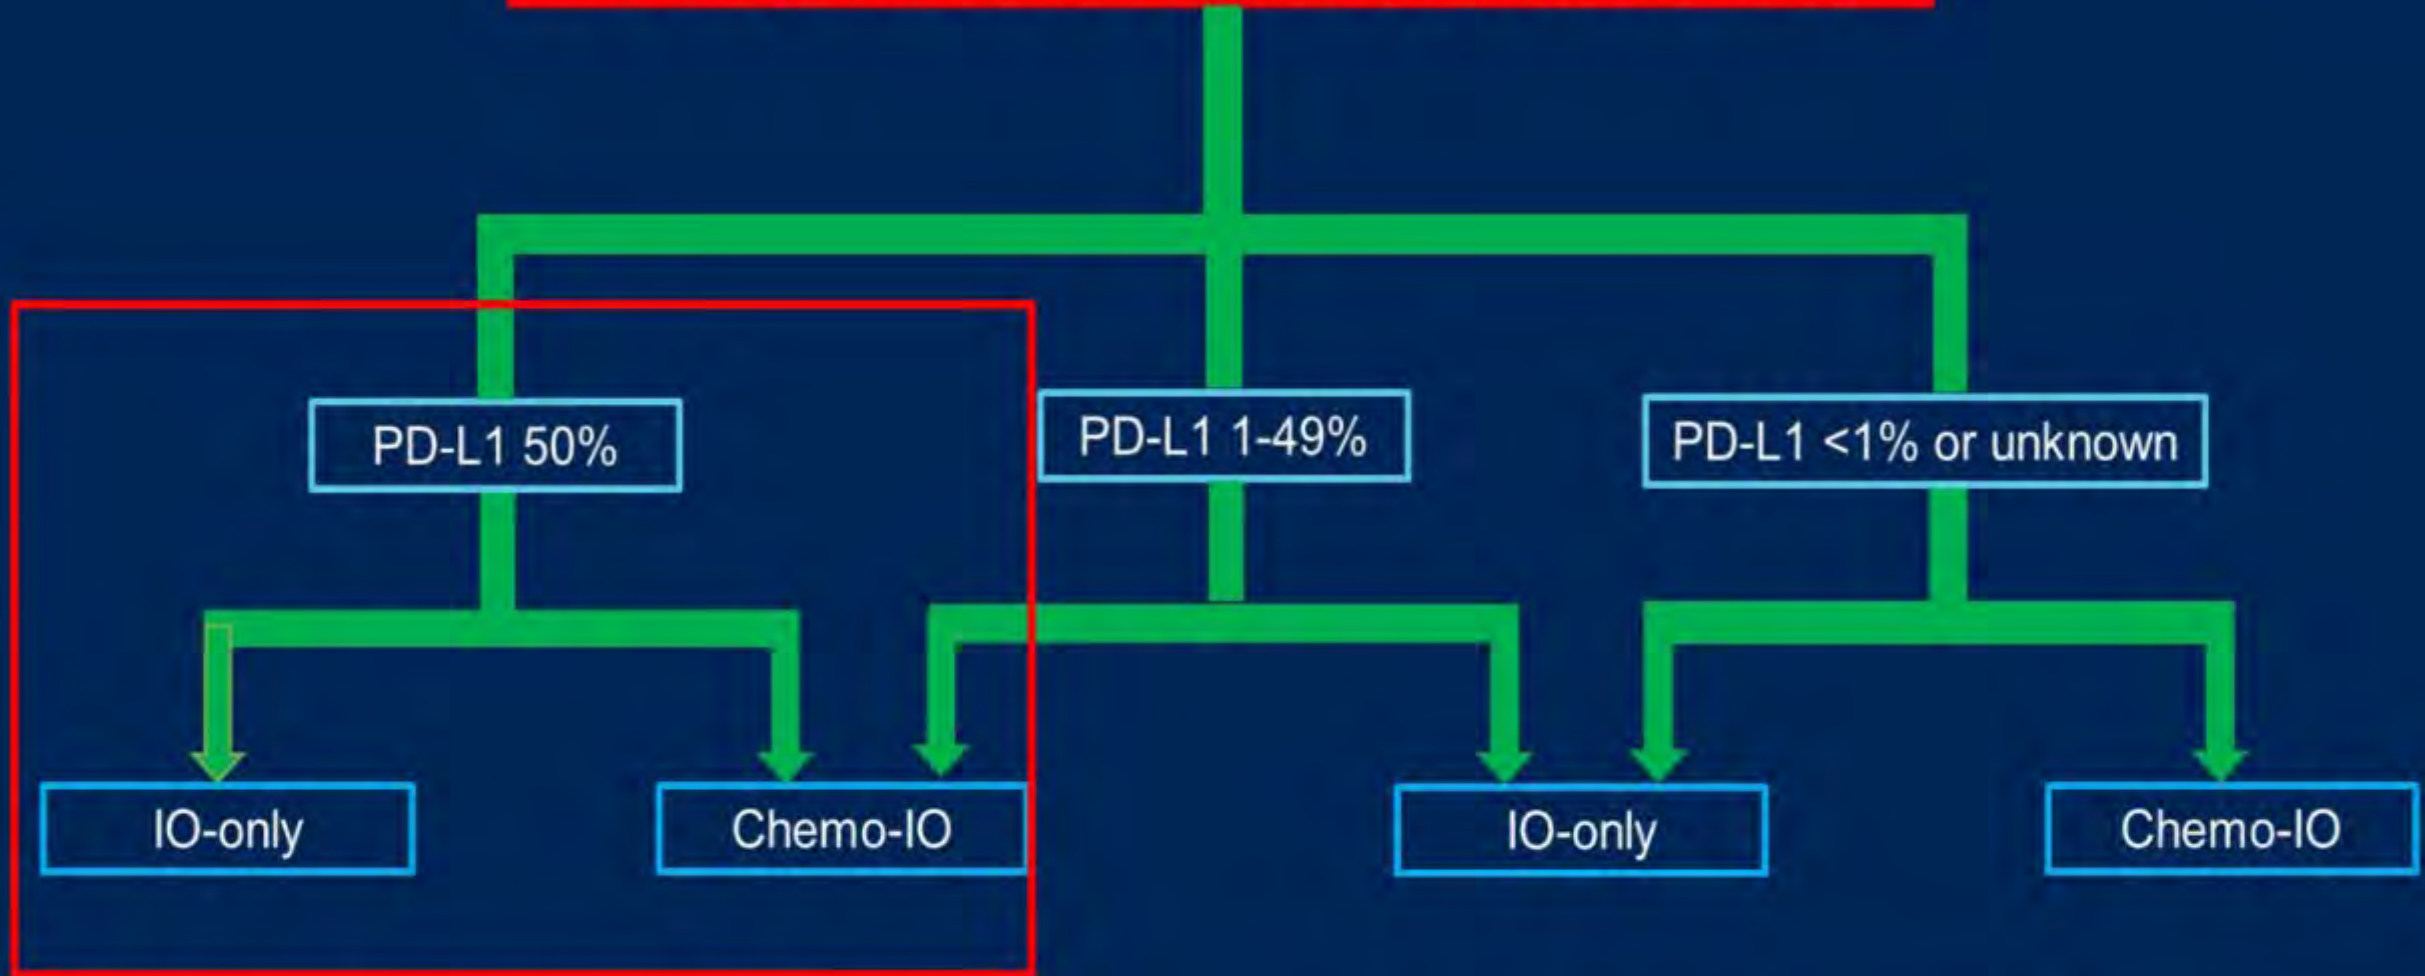 PD-L1 50%
PD-L1 1-49%
PD-L1 <1% or unknown
IO-only
Chemo-IO
IO-only
Chemo-IO